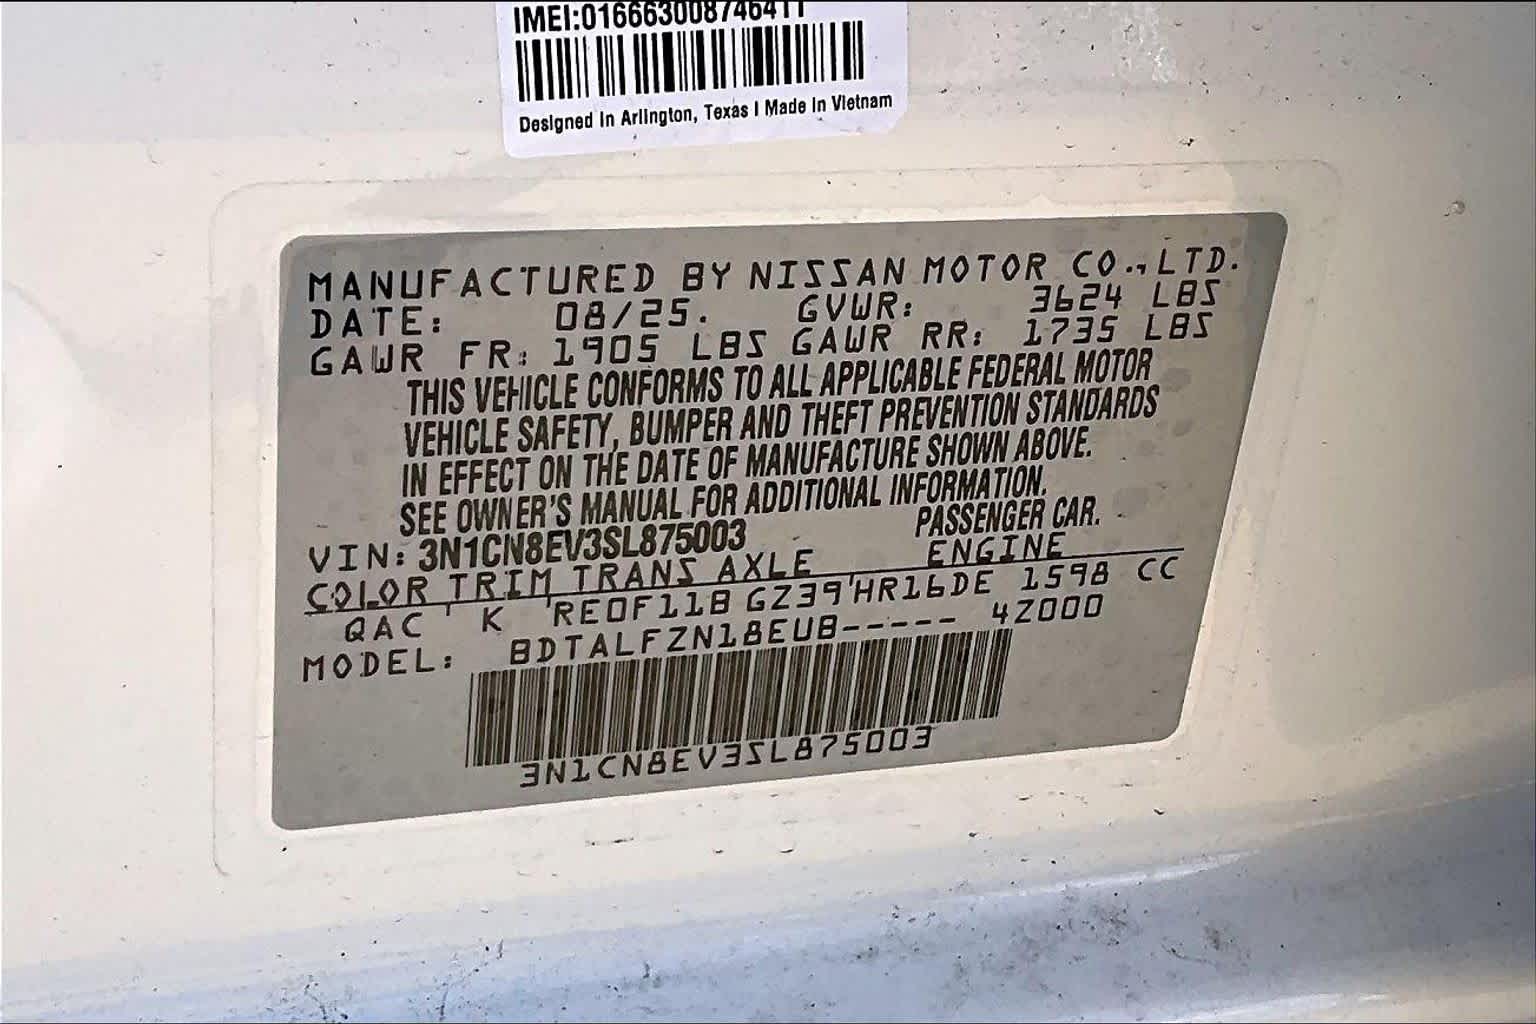 IMEI:016663008746411
Designed in Arlington, Texas | Made in Vietnam
MANUFACTURED BY NISSAN MOTOR CO.,LTD.
DATE: 08/25. GVWR: 3624 LBS
GAWR FR: 1905 LBS GAWR RR: 1735 LBS
THIS VEHICLE CONFORMS TO ALL APPLICABLE FEDERAL MOTOR
VEHICLE SAFETY, BUMPER AND THEFT PREVENTION STANDARDS
IN EFFECT ON THE DATE OF MANUFACTURE SHOWN ABOVE.
SEE OWNER'S MANUAL FOR ADDITIONAL INFORMATION.
VIN: 3N1CN8EV3SL875003 PASSENGER CAR.
COLOR TRIM TRANS AXLE ENGINE
QAC K RE0F11B GZ39 HR16DE 1598 CC
MODEL: BDTALFZN18EUB----- 4Z000
3N1CN8EV3SL875003